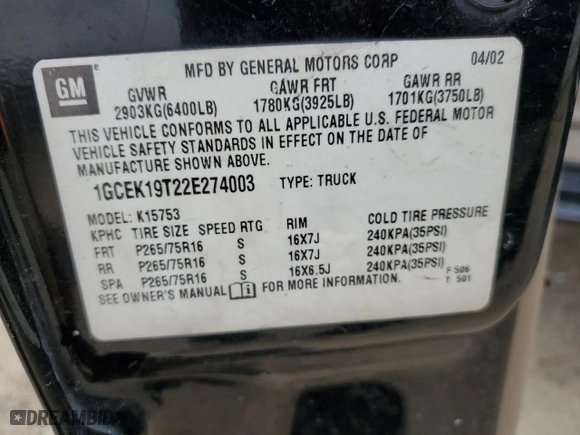 GM
MFD BY GENERAL MOTORS CORP 04/02
GVWR GAWR FRT GAWR RR
2903KG(6400LB) 1780KG(3925LB) 1701KG(3750LB)
THIS VEHICLE CONFORMS TO ALL APPLICABLE U.S. FEDERAL MOTOR
VEHICLE SAFETY STANDARDS IN EFFECT ON THE DATE OF
MANUFACTURE SHOWN ABOVE.
1GCEK19T22E274003 TYPE: TRUCK
MODEL: K15753
KPHC TIRE SIZE SPEED RTG RIM COLD TIRE PRESSURE
FRT P265/75R16 S 16X7J 240KPA(35PSI)
RR P265/75R16 S 16X7J 240KPA(35PSI)
SPA P265/75R16 S 16X6.5J 240KPA(35PSI)
SEE OWNER'S MANUAL FOR MORE INFORMATION.
F 506
T 501
DREAMBID